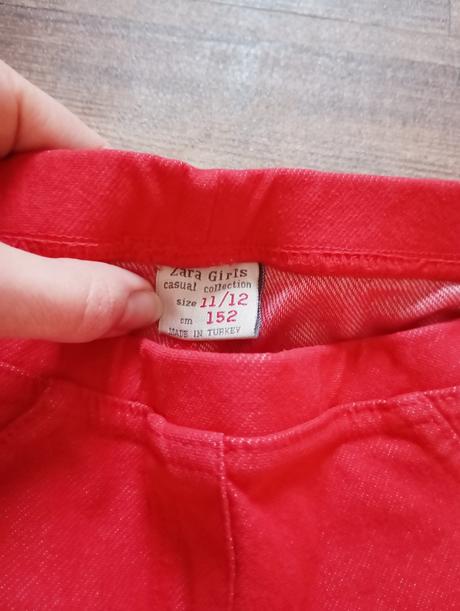 Zara Girls
casual collection
size 11/12
cm 152
MADE IN TURKEY